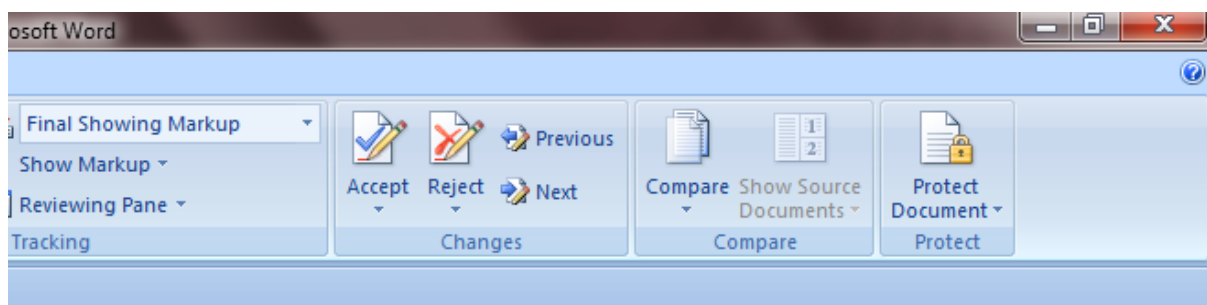 osoft Word
Final Showing Markup
Show Markup
Reviewing Pane
Tracking
Accept
Reject
Previous
Next
Changes
Compare
Show Source
Documents
1
2
Compare
Protect
Document
Protect